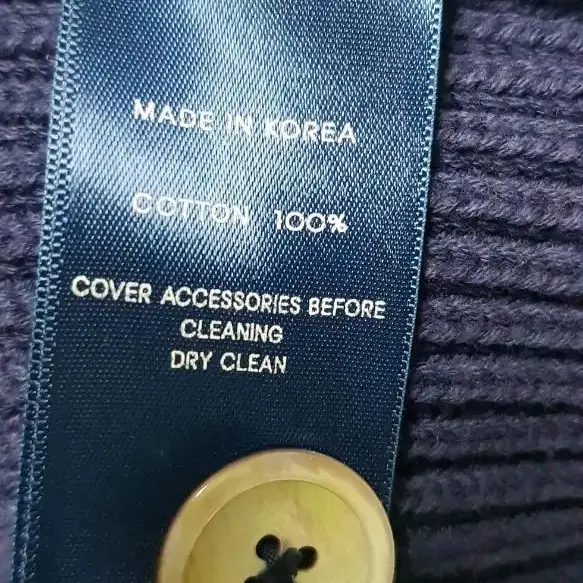 MADE IN KOREA
COTTON 100%
COVER ACCESSORIES BEFORE
CLEANING
DRY CLEAN